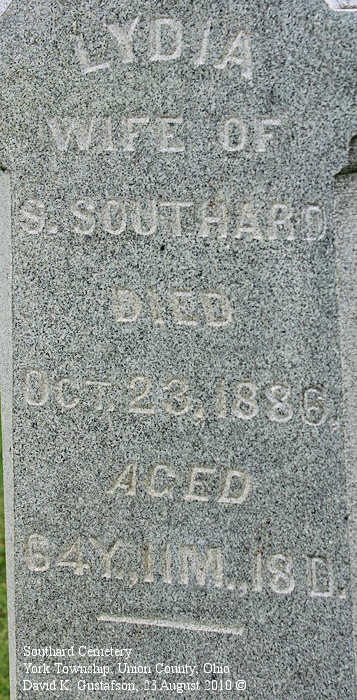 LYDIA
WIFE OF
S. SOUTHARD
DIED
OCT. 23, 1886.
AGED
64Y., 11M., 18D.
Southard Cemetery
York Township, Union County, Ohio
David K. Gustafson, 23 August 2010 ©